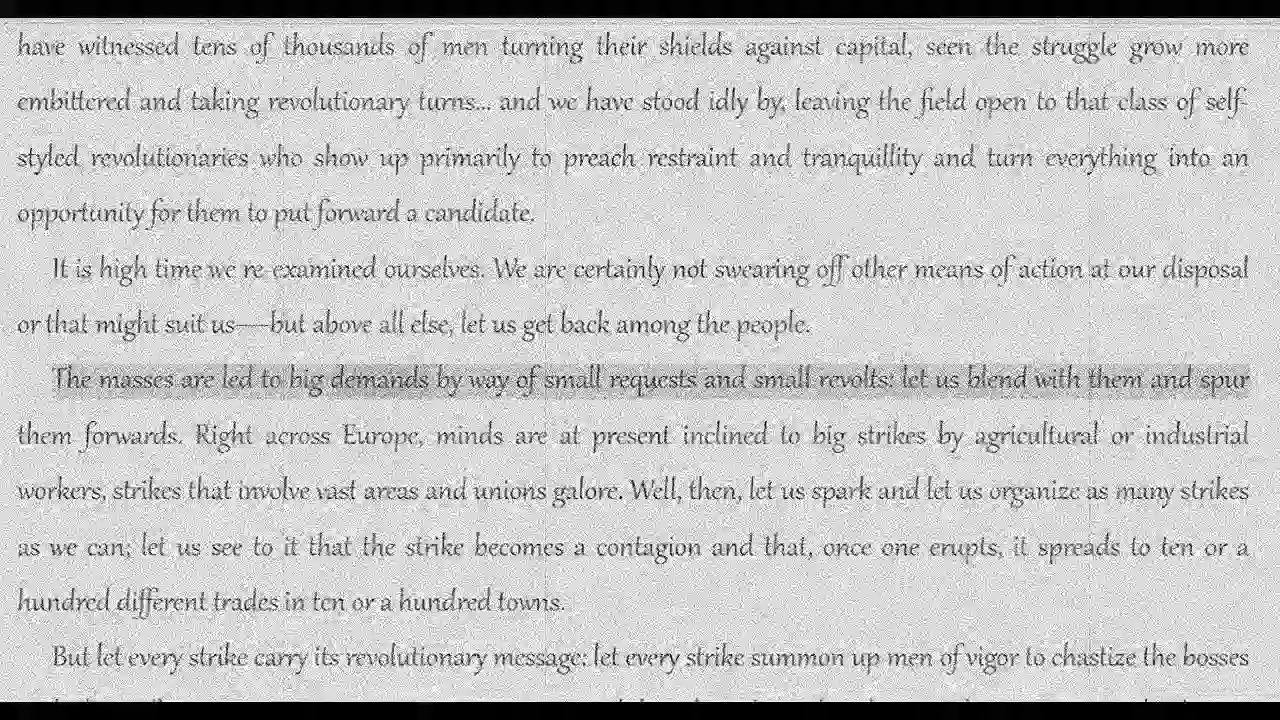 have witnessed tens of thousands of men turning their shields against capital, seen the struggle grow more
embittered and taking revolutionary turns... and we have stood idly by, leaving the field open to that class of self-
styled revolutionaries who show up primarily to preach restraint and tranquillity and turn everything into an
opportunity for them to put forward a candidate.
It is high time we re-examined ourselves. We are certainly not swearing off other means of action at our disposal
or that might suit us—but above all else, let us get back among the people.
The masses are led to big demands by way of small requests and small revolts: let us blend with them and spur
them forwards. Right across Europe, minds are at present inclined to big strikes by agricultural or industrial
workers, strikes that involve vast areas and unions galore. Well, then, let us spark and let us organize as many strikes
as we can; let us see to it that the strike becomes a contagion and that, once one erupts, it spreads to ten or a
hundred different trades in ten or a hundred towns.
But let every strike carry its revolutionary message: let every strike summon up men of vigor to chastize the bosses